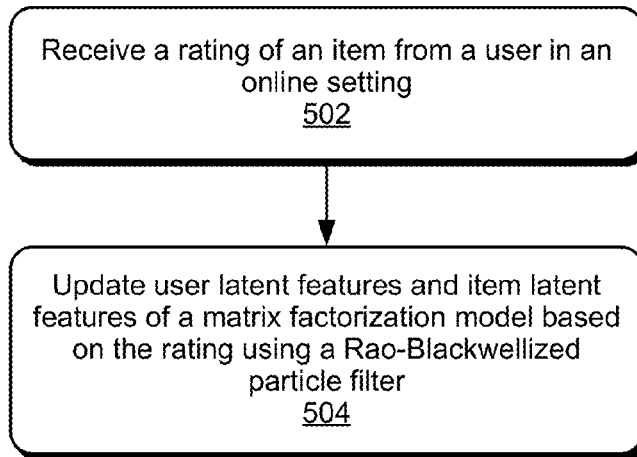 Receive a rating of an item from a user in an
online setting
502
Update user latent features and item latent
features of a matrix factorization model based
on the rating using a Rao-Blackwellized
particle filter
504